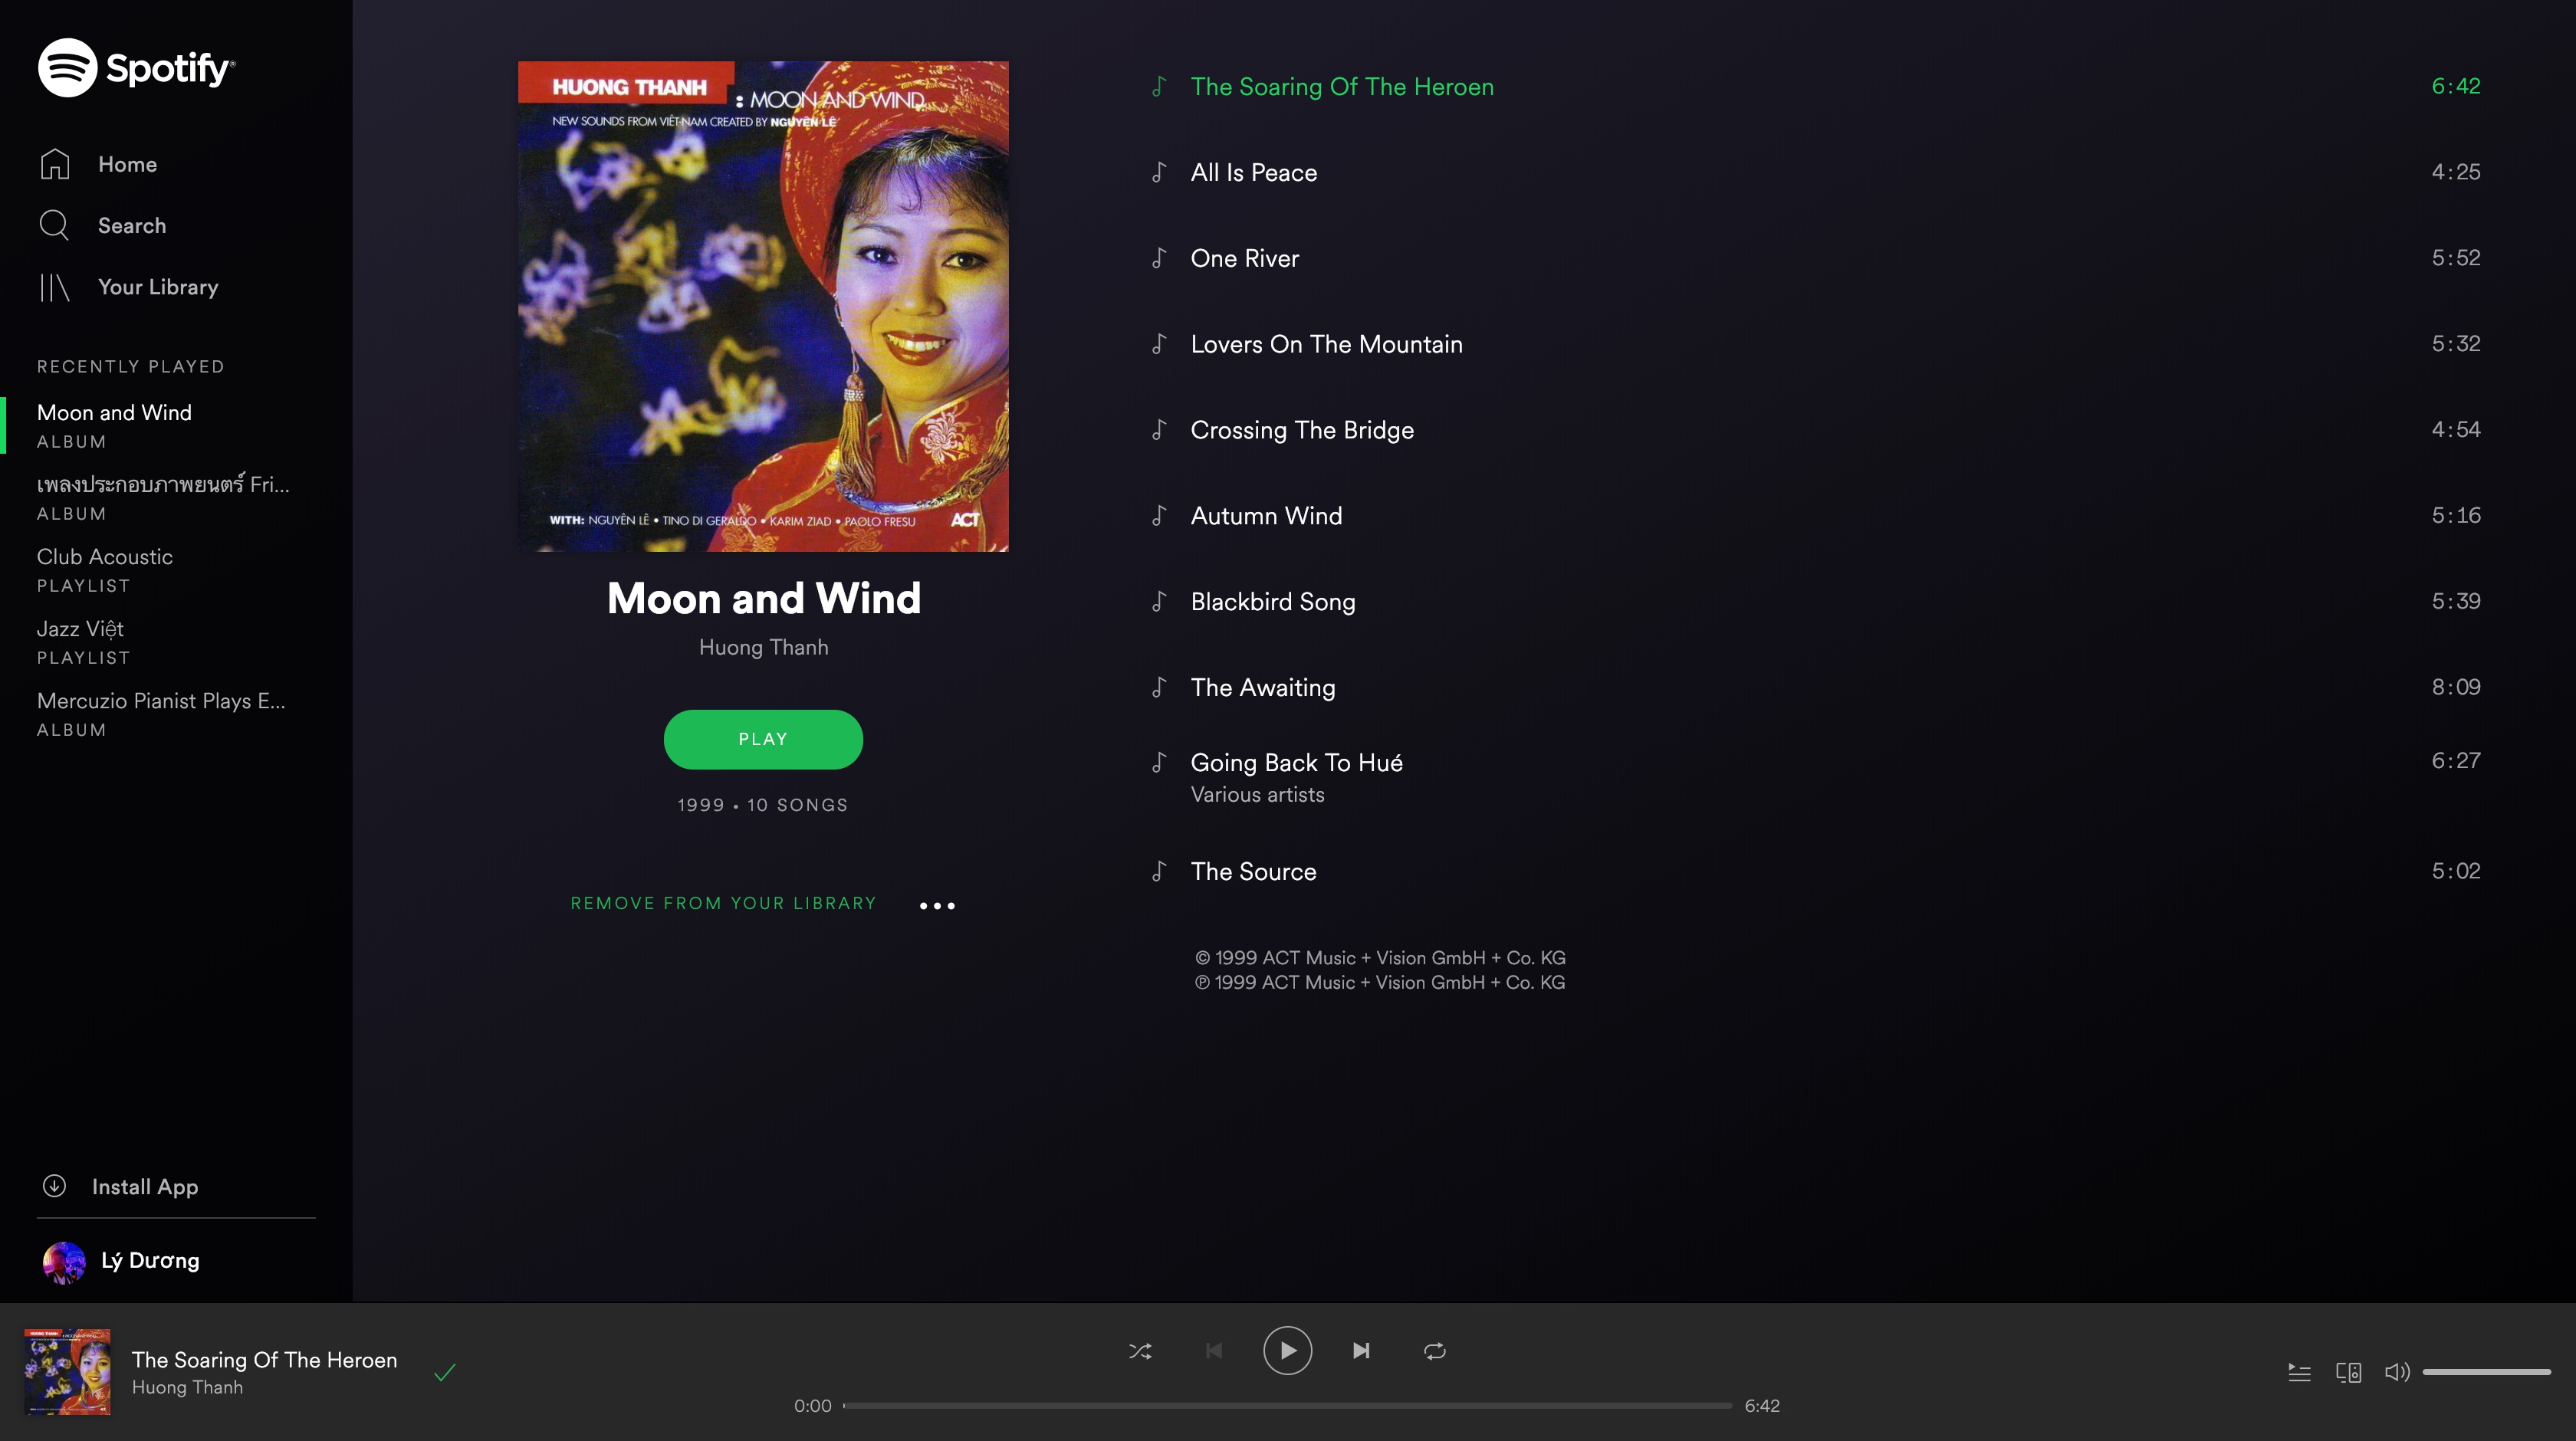 Spotify®
Home
Search
Your Library
RECENTLY PLAYED
Moon and Wind
ALBUM
เพลงประกอบภาพยนตร์ Fri...
ALBUM
Club Acoustic
PLAYLIST
Jazz Việt
PLAYLIST
Mercuzio Pianist Plays E...
ALBUM
Install App
Lý Dương
HUONG THANH
: MOON AND WIND
NEW SOUNDS FROM VIÊT-NAM CREATED BY NGUYÊN LÊ
WITH: NGUYÊN LÊ • TINO DI GERALDO • KARIM ZIAD • PAOLO FRESU ACT
Moon and Wind
Huong Thanh
PLAY
1999 • 10 SONGS
REMOVE FROM YOUR LIBRARY
The Soaring Of The Heroen 6:42
All Is Peace 4:25
One River 5:52
Lovers On The Mountain 5:32
Crossing The Bridge 4:54
Autumn Wind 5:16
Blackbird Song 5:39
The Awaiting 8:09
Going Back To Hué 6:27
Various artists
The Source 5:02
© 1999 ACT Music + Vision GmbH + Co. KG
℗ 1999 ACT Music + Vision GmbH + Co. KG
HUONG THANH
The Soaring Of The Heroen
Huong Thanh
0:00 6:42